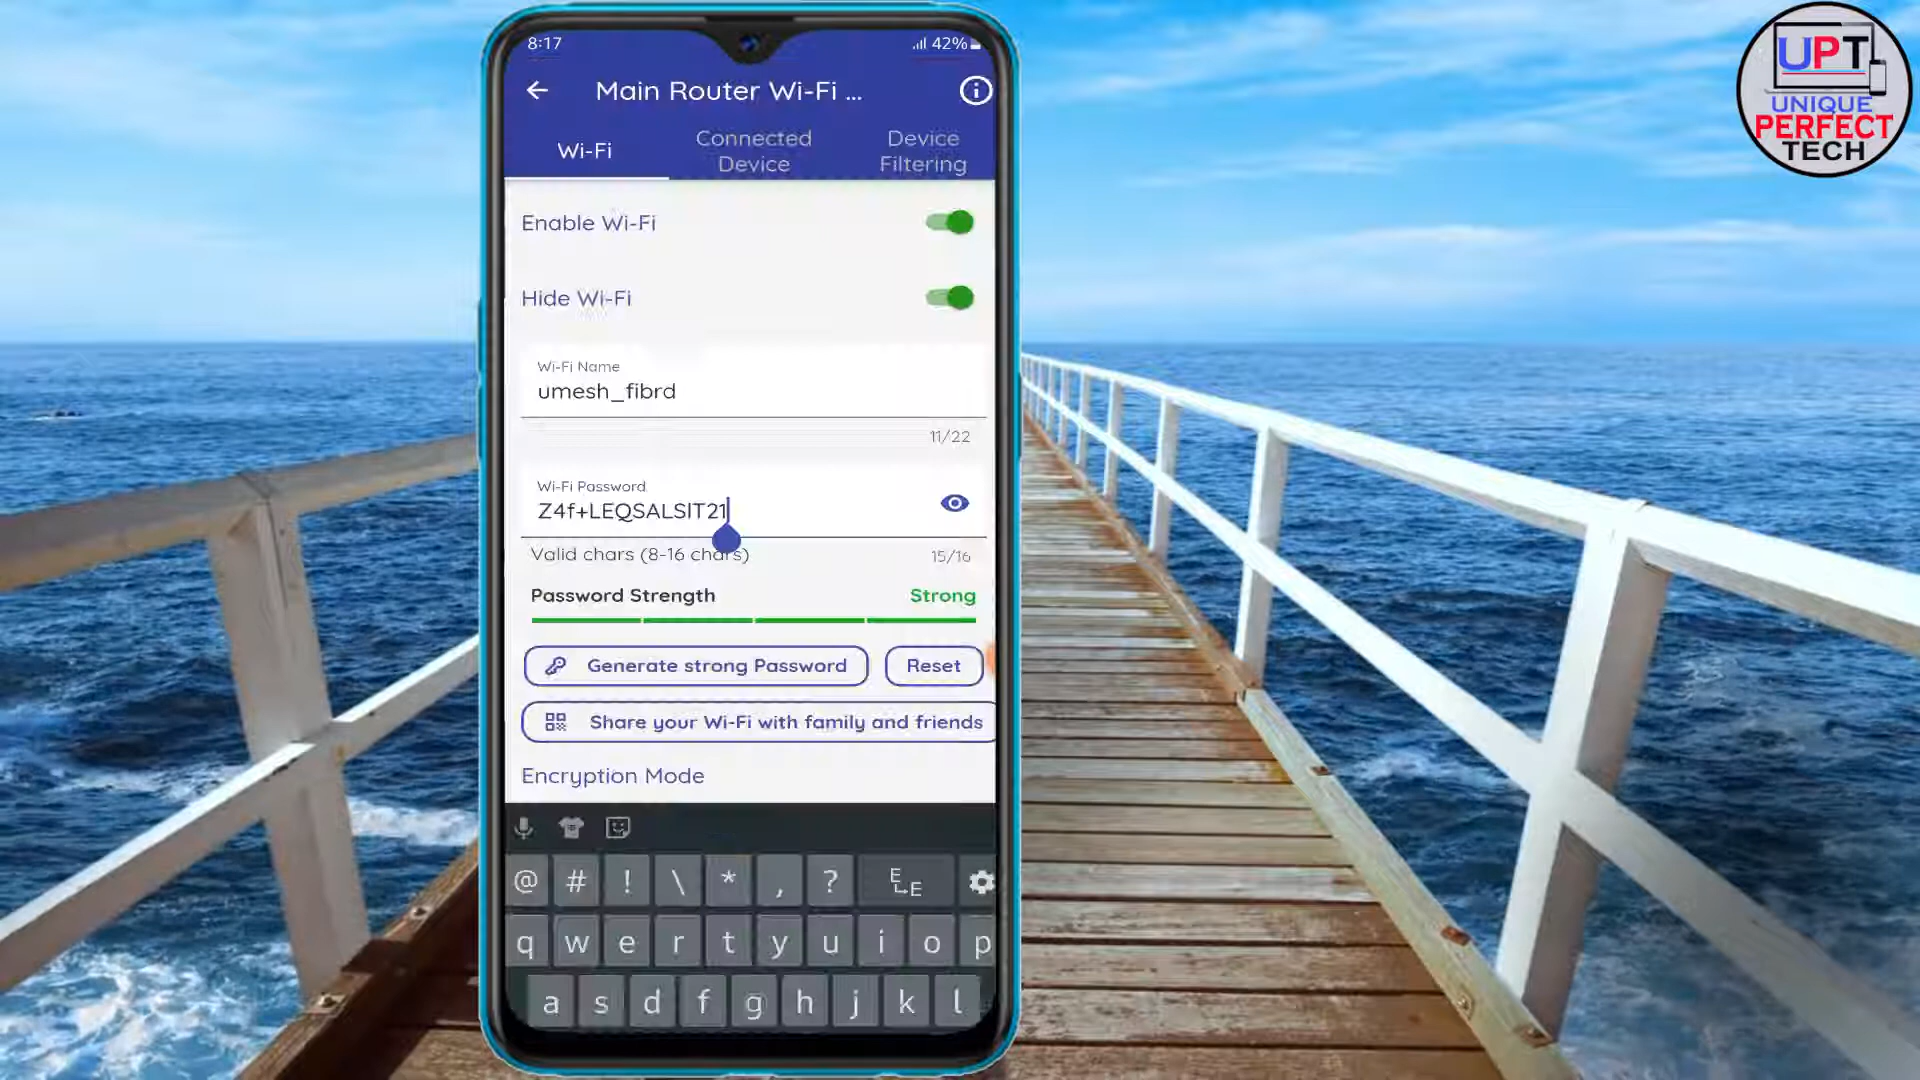 8:17
42%
Main Router Wi-Fi ...
Wi-Fi
Connected
Device
Device
Filtering
Enable Wi-Fi
Hide Wi-Fi
Wi-Fi Name
umesh_fibrd
11/22
Wi-Fi Password
Z4f+LEQSALSIT21
Valid chars (8-16 chars)
15/16
Password Strength
Strong
Generate strong Password
Reset
Share your Wi-Fi with family and friends
Encryption Mode
@ # ! \ * , ? E E
q w e r t y u i o p
a s d f g h j k l
UPT
UNIQUE
PERFECT
TECH